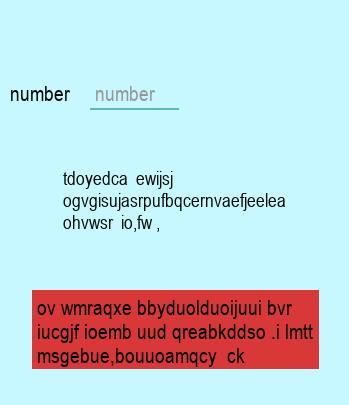 number number
tdoyedca ewijsj
ogvgisujasrpufbqcernvaefjeelea
ohvwsr io,fw ,
ov wmraqxe bbyduolduoijuui bvr
iucgjf ioemb uud qreabkddso .i lmtt
msgebue,bouuoamqcy ck